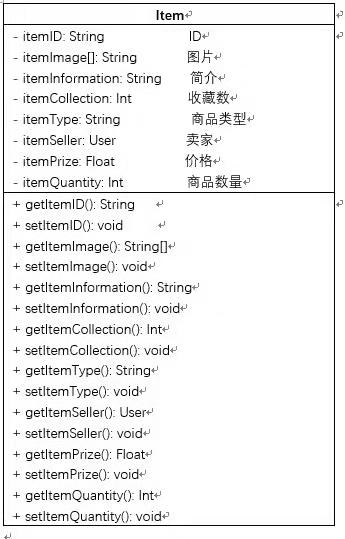 Item
- itemID: String ID
- itemImage[]: String 图片
- itemInformation: String 简介
- itemCollection: Int 收藏数
- itemType: String 商品类型
- itemSeller: User 卖家
- itemPrize: Float 价格
- itemQuantity: Int 商品数量
+ getItemID(): String
+ setItemID(): void
+ getItemImage(): String[]
+ setItemImage(): void
+ getItemInformation(): String
+ setItemInformation(): void
+ getItemCollection(): Int
+ setItemCollection(): void
+ getItemType(): String
+ setItemType(): void
+ getItemSeller(): User
+ setItemSeller(): void
+ getItemPrize(): Float
+ setItemPrize(): void
+ getItemQuantity(): Int
+ setItemQuantity(): void